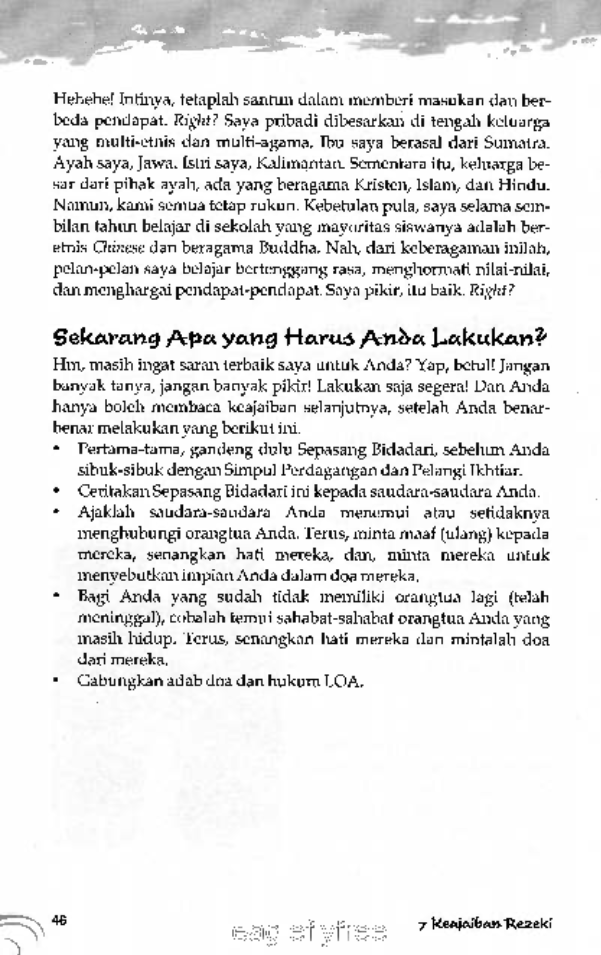 Hehehe! Intinya, tetaplah santun dalam memberi masukan dan ber-
beda pendapat. Right? Saya pribadi dibesarkan di tengah keluarga
yang multi-etnis dan multi-agama. Ibu saya berasal dari Sumatra.
Ayah saya, Jawa. Istri saya, Kalimantan. Sementara itu, keluarga be-
sar dari pihak ayah, ada yang beragama Kristen, Islam, dan Hindu.
Namun, kami semua tetap rukun. Kebetulan pula, saya selama sem-
bilan tahun belajar di sekolah yang mayoritas siswanya adalah ber-
etnis Chinese dan beragama Buddha. Nah, dari keberagaman inilah,
pelan-pelan saya belajar bertenggang rasa, menghormati nilai-nilai,
dan menghargai pendapat-pendapat. Saya pikir, itu baik. Right?
Sekarang Apa yang Harus Anda Lakukan?
Hm, masih ingat saran terbaik saya untuk Anda? Yap, betul! Jangan
banyak tanya, jangan banyak pikir! Lakukan saja segera! Dan Anda
hanya boleh membaca keajaiban selanjutnya, setelah Anda benar-
benar melakukan yang berikut ini.
• Pertama-tama, gandeng dulu Sepasang Bidadari, sebelum Anda
sibuk-sibuk dengan Simpul Perdagangan dan Pelangi Ikhtiar.
• Ceritakan Sepasang Bidadari ini kepada saudara-saudara Anda.
• Ajaklah saudara-saudara Anda menemui atau setidaknya
menghubungi orangtua Anda. Terus, minta maaf (ulang) kepada
mereka, senangkan hati mereka, dan, minta mereka untuk
menyebutkan impian Anda dalam doa mereka.
• Bagi Anda yang sudah tidak memiliki orangtua lagi (telah
meninggal), cobalah temui sahabat-sahabat orangtua Anda yang
masih hidup. Terus, senangkan hati mereka dan mintalah doa
dari mereka.
• Gabungkan adab doa dan hukum LOA.
46
7 Keajaiban Rezeki